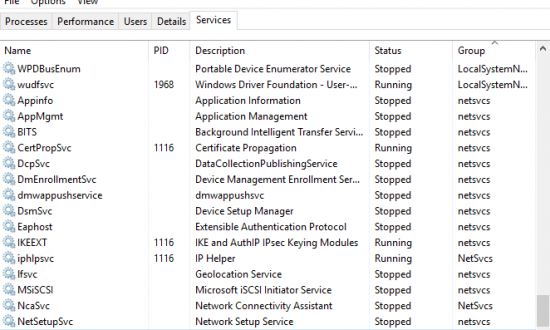 File Options View
Processes Performance Users Details Services
Name PID Description Status Group
WPDBusEnum Portable Device Enumerator Service Stopped LocalSystemN...
wudfsvc 1968 Windows Driver Foundation - User-... Running LocalSystemN...
Appinfo Application Information Stopped netsvcs
AppMgmt Application Management Stopped netsvcs
BITS Background Intelligent Transfer Servi... Stopped netsvcs
CertPropSvc 1116 Certificate Propagation Running netsvcs
DcpSvc DataCollectionPublishingService Stopped netsvcs
DmEnrollmentSvc Device Management Enrollment Ser... Stopped netsvcs
dmwappushservice dmwappushsvc Stopped netsvcs
DsmSvc Device Setup Manager Stopped netsvcs
Eaphost Extensible Authentication Protocol Stopped netsvcs
IKEEXT 1116 IKE and AuthIP IPsec Keying Modules Running netsvcs
iphlpsvc 1116 IP Helper Running NetSvcs
lfsvc Geolocation Service Stopped netsvcs
MSiSCSI Microsoft iSCSI Initiator Service Stopped netsvcs
NcaSvc Network Connectivity Assistant Stopped NetSvcs
NetSetupSvc Network Setup Service Stopped netsvcs